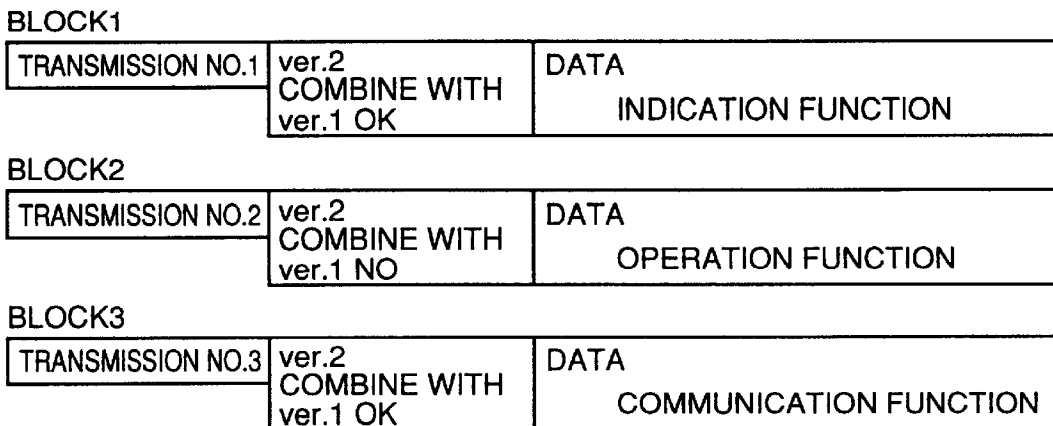 BLOCK1
TRANSMISSION NO.1
ver.2
COMBINE WITH
ver.1 OK
DATA
INDICATION FUNCTION
BLOCK2
TRANSMISSION NO.2
ver.2
COMBINE WITH
ver.1 NO
DATA
OPERATION FUNCTION
BLOCK3
TRANSMISSION NO.3
ver.2
COMBINE WITH
ver.1 OK
DATA
COMMUNICATION FUNCTION